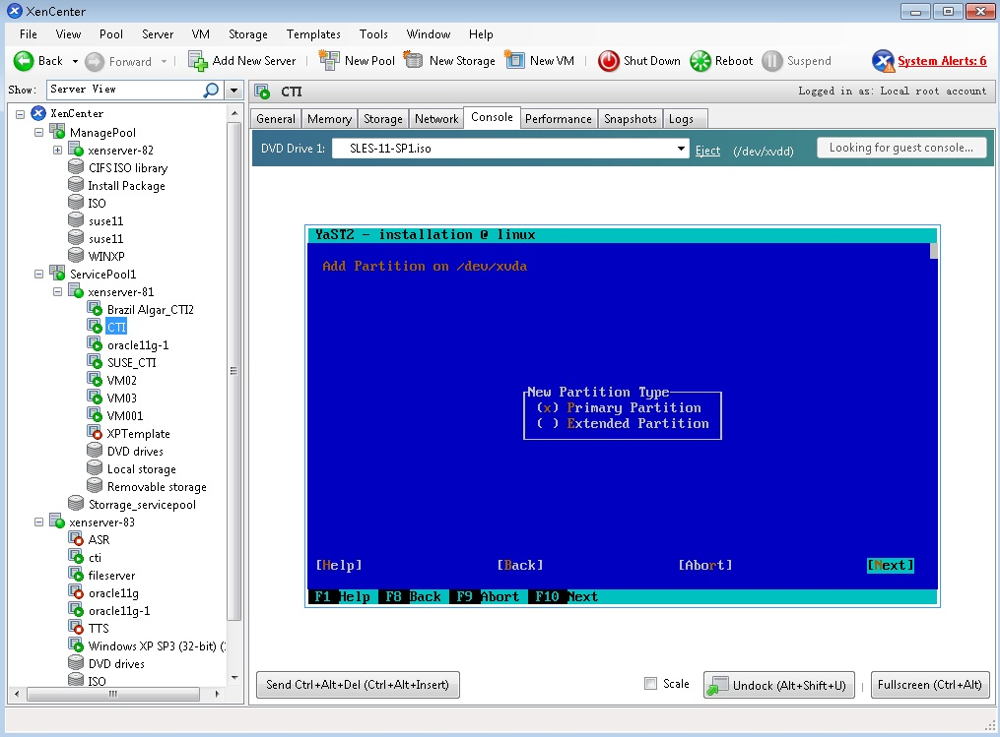 XenCenter
File View Pool Server VM Storage Templates Tools Window Help
Back Forward Add New Server New Pool New Storage New VM Shut Down Reboot Suspend System Alerts: 6
Show: Server View
CTI Logged in as: Local root account
XenCenter
ManagePool
xenserver-82
CIFS ISO library
Install Package
ISO
suse11
suse11
WINXP
ServicePool1
xenserver-81
Brazil Algar_CTI2
CTI
oracle11g-1
SUSE_CTI
VM02
VM03
VM001
XPTemplate
DVD drives
Local storage
Removable storage
Storrage_servicepool
xenserver-83
ASR
cti
fileserver
oracle11g
oracle11g-1
TTS
Windows XP SP3 (32-bit) (
DVD drives
ISO
General Memory Storage Network Console Performance Snapshots Logs
DVD Drive 1: SLES-11-SP1.iso Eject (/dev/xvdd) Looking for guest console...
YaST2 - installation @ linux
Add Partition on /dev/xvda
New Partition Type
(x) Primary Partition
( ) Extended Partition
[Help] [Back] [Abort] [Next]
F1 Help F8 Back F9 Abort F10 Next
Send Ctrl+Alt+Del (Ctrl+Alt+Insert) Scale Undock (Alt+Shift+U) Fullscreen (Ctrl+Alt)